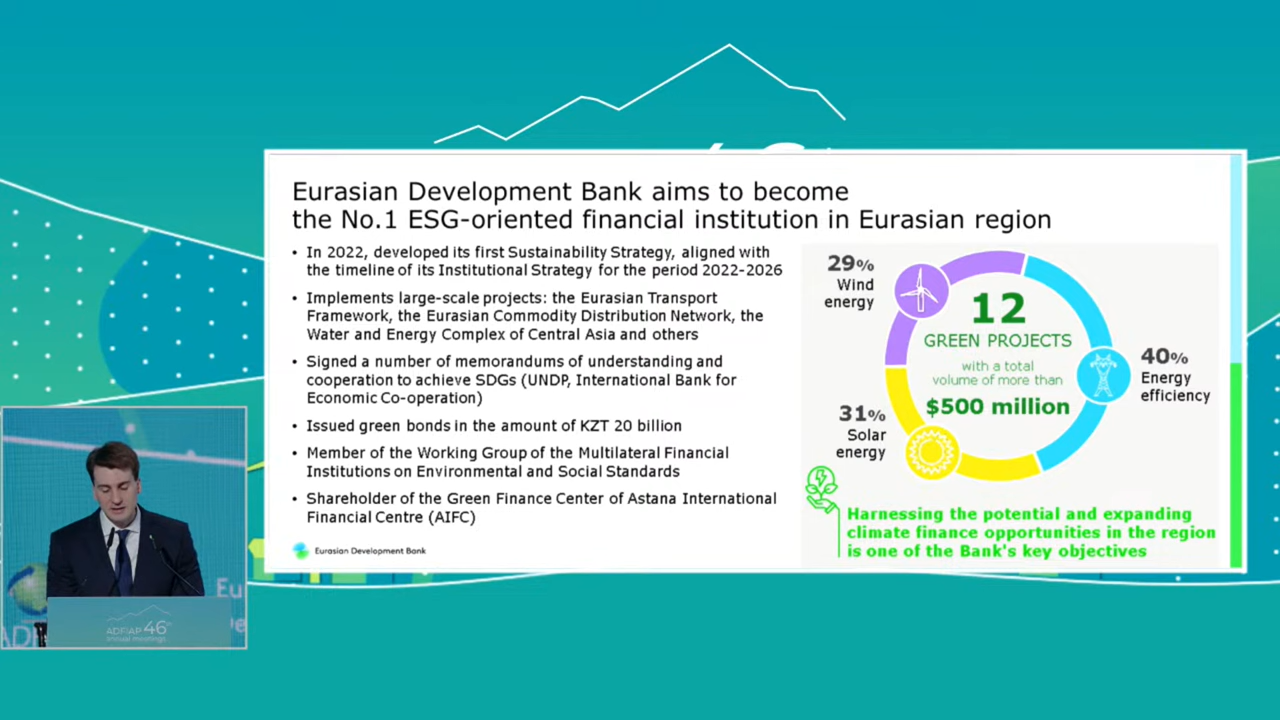 Eurasian Development Bank aims to become
the No.1 ESG-oriented financial institution in Eurasian region
• In 2022, developed its first Sustainability Strategy, aligned with
the timeline of its Institutional Strategy for the period 2022-2026
• Implements large-scale projects: the Eurasian Transport
Framework, the Eurasian Commodity Distribution Network, the
Water and Energy Complex of Central Asia and others
• Signed a number of memorandums of understanding and
cooperation to achieve SDGs (UNDP, International Bank for
Economic Co-operation)
• Issued green bonds in the amount of KZT 20 billion
• Member of the Working Group of the Multilateral Financial
Institutions on Environmental and Social Standards
• Shareholder of the Green Finance Center of Astana International
Financial Centre (AIFC)
Eurasian Development Bank
29%
Wind
energy
12
GREEN PROJECTS
with a total
volume of more than
$500 million
40%
Energy
efficiency
31%
Solar
energy
Harnessing the potential and expanding
climate finance opportunities in the region
is one of the Bank's key objectives
Eu
De
ADFIAP 46
annual meetings